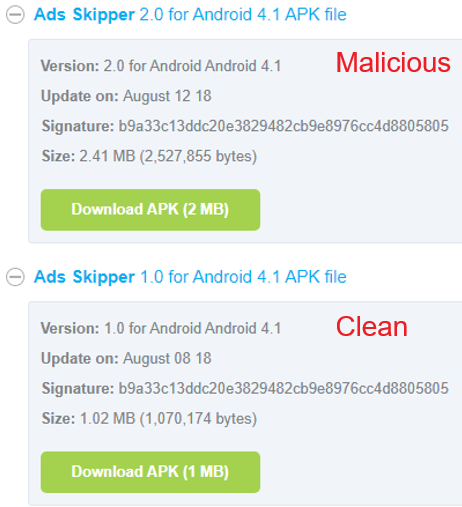 Ads Skipper 2.0 for Android 4.1 APK file
Version: 2.0 for Android Android 4.1
Malicious
Update on: August 12 18
Signature: b9a33c13ddc20e3829482cb9e8976cc4d8805805
Size: 2.41 MB (2,527,855 bytes)
Download APK (2 MB)
Ads Skipper 1.0 for Android 4.1 APK file
Version: 1.0 for Android Android 4.1
Clean
Update on: August 08 18
Signature: b9a33c13ddc20e3829482cb9e8976cc4d8805805
Size: 1.02 MB (1,070,174 bytes)
Download APK (1 MB)